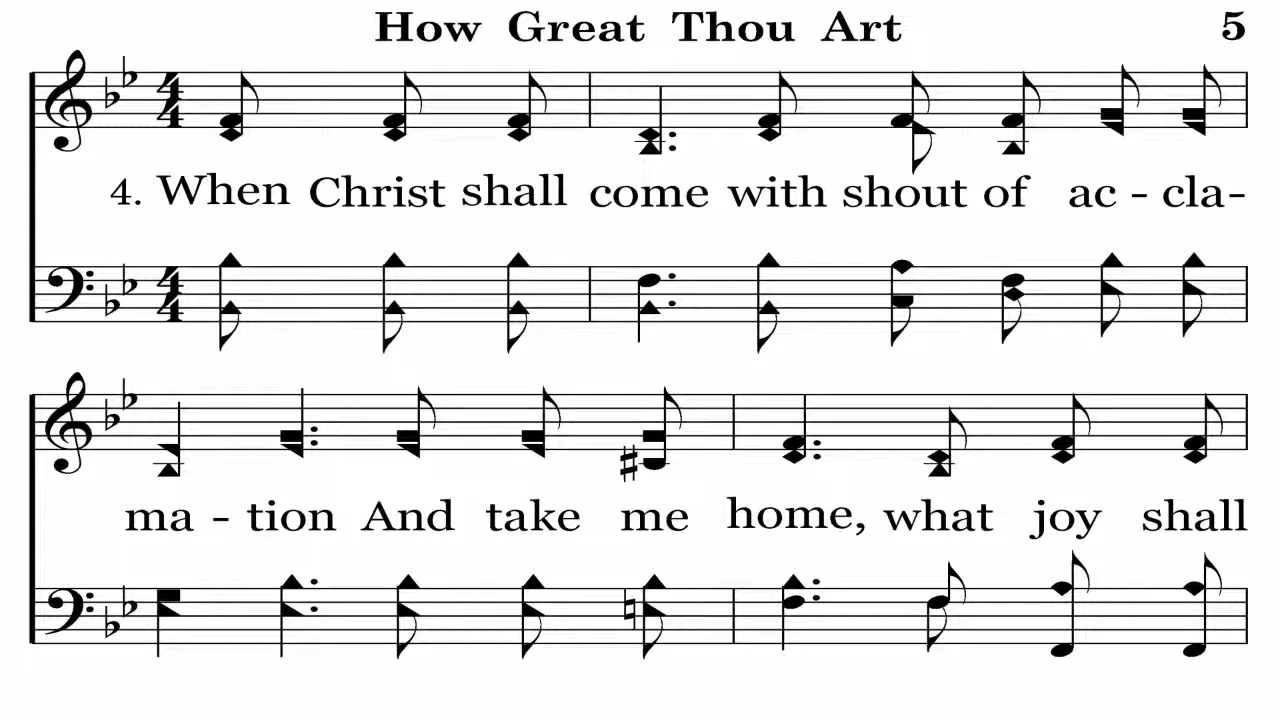 How Great Thou Art 5
4. When Christ shall come with shout of ac - cla-
ma - tion And take me home, what joy shall